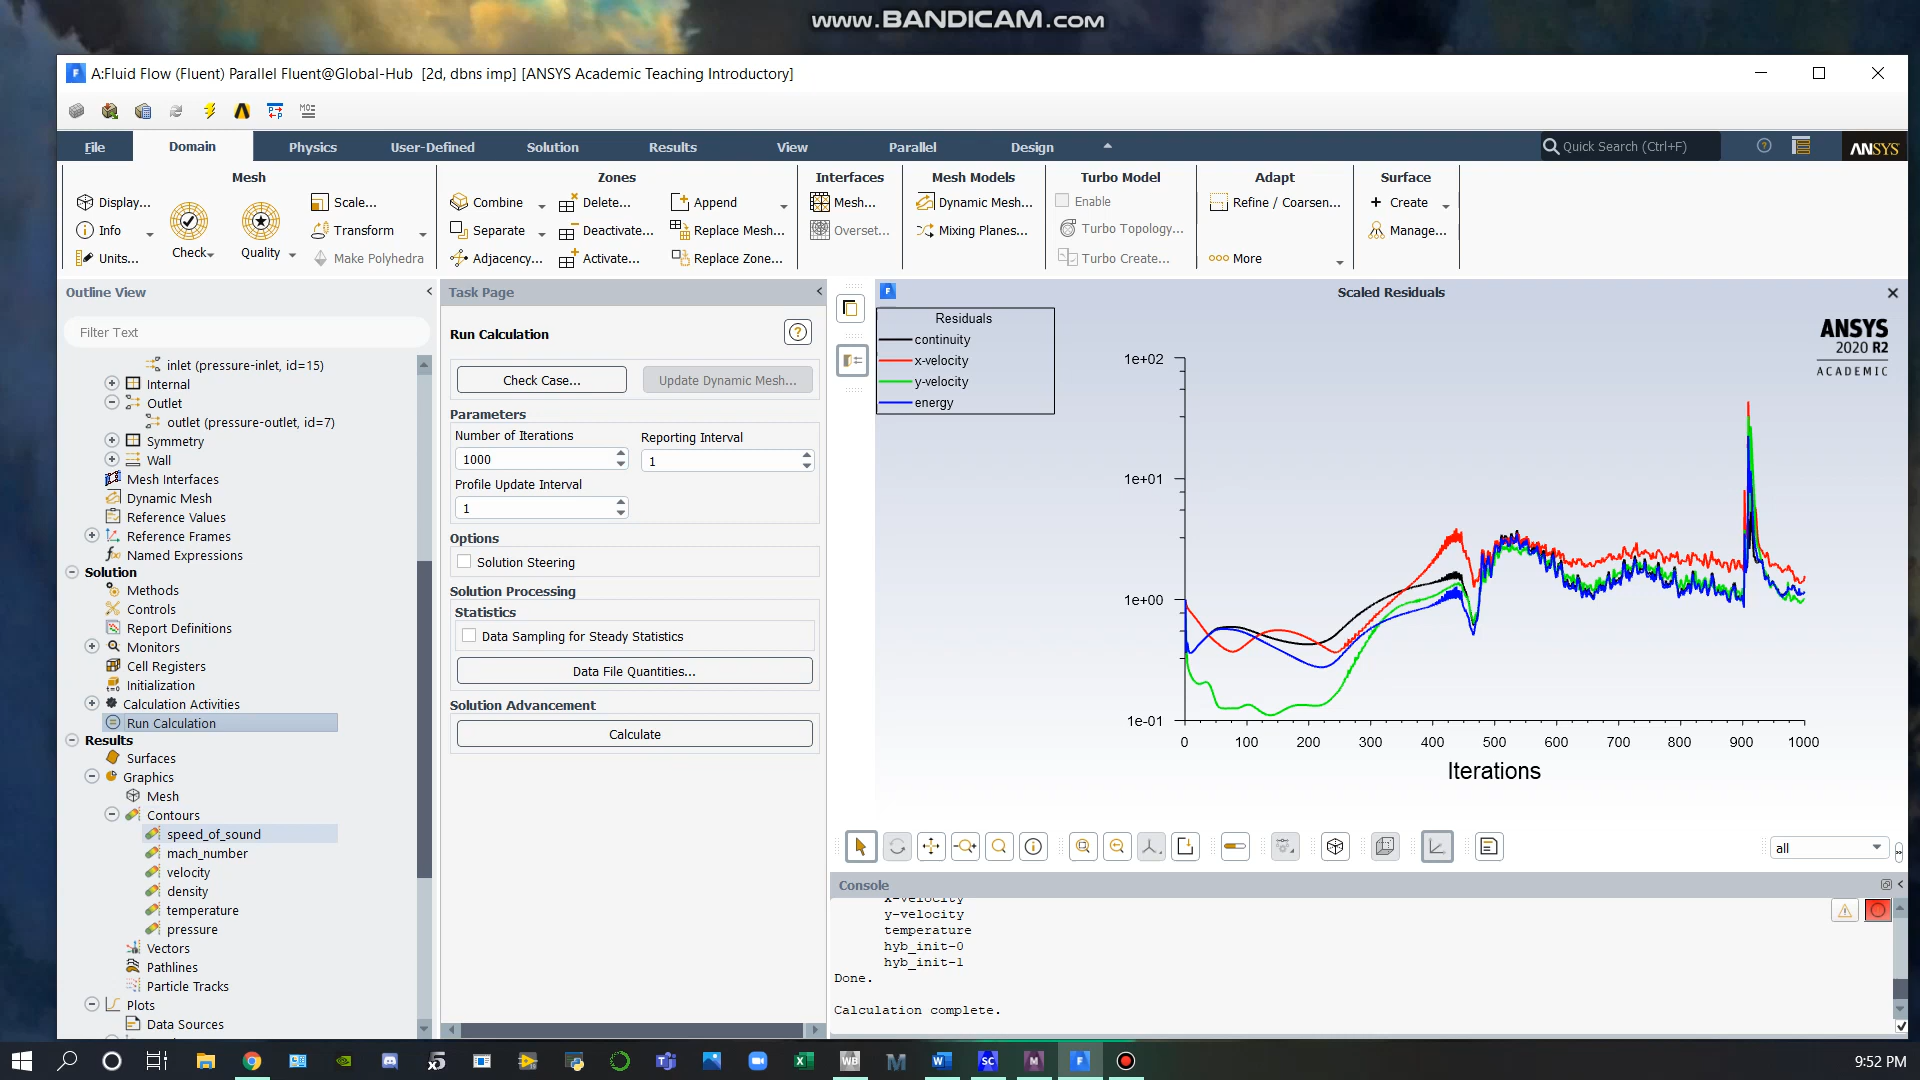 www.BANDICAM.COM
A:Fluid Flow (Fluent) Parallel Fluent@Global-Hub [2d, dbns imp] [ANSYS Academic Teaching Introductory]
File Domain Physics User-Defined Solution Results View Parallel Design Quick Search (Ctrl+F) ANSYS
Mesh Zones Interfaces Mesh Models Turbo Model Adapt Surface
Display... Scale... Combine Delete... Append Mesh... Dynamic Mesh... Enable Refine / Coarsen... Create
Info Transform Separate Deactivate... Replace Mesh... Overset... Mixing Planes... Turbo Topology... Manage...
Check Quality
Units... Make Polyhedra Adjacency... Activate... Replace Zone... Turbo Create... More
Outline View
Filter Text
inlet (pressure-inlet, id=15)
Internal
Outlet
outlet (pressure-outlet, id=7)
Symmetry
Wall
Mesh Interfaces
Dynamic Mesh
Reference Values
Reference Frames
Named Expressions
Solution
Methods
Controls
Report Definitions
Monitors
Cell Registers
Initialization
Calculation Activities
Run Calculation
Results
Surfaces
Graphics
Mesh
Contours
speed_of_sound
mach_number
velocity
density
temperature
pressure
Vectors
Pathlines
Particle Tracks
Plots
Data Sources
Task Page
Run Calculation
Check Case... Update Dynamic Mesh...
Parameters
Number of Iterations Reporting Interval
1000 1
Profile Update Interval
1
Options
Solution Steering
Solution Processing
Statistics
Data Sampling for Steady Statistics
Data File Quantities...
Solution Advancement
Calculate
Scaled Residuals
Residuals
continuity
x-velocity
y-velocity
energy
ANSYS
2020 R2
ACADEMIC
1e+02
1e+01
1e+00
1e-01
0 100 200 300 400 500 600 700 800 900 1000
Iterations
all
Console
x-velocity
y-velocity
temperature
hyb_init-0
hyb_init-1
Done.
Calculation complete.
9:52 PM